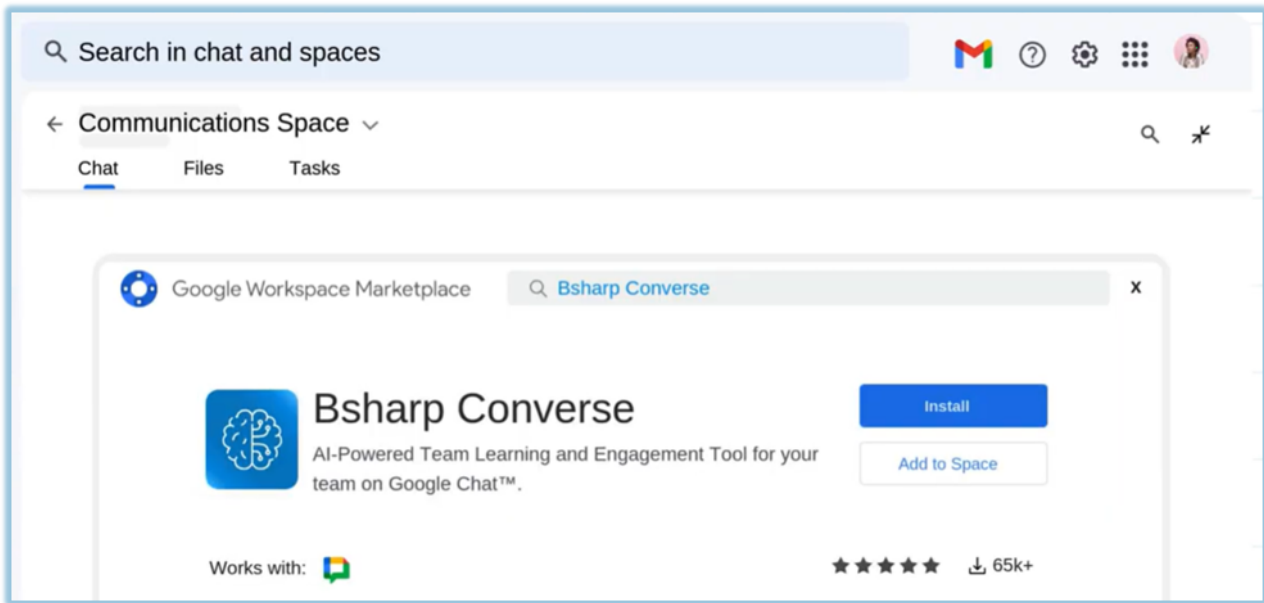 Search in chat and spaces
Communications Space
Chat Files Tasks
Google Workspace Marketplace Bsharp Converse X
Bsharp Converse
Install
AI-Powered Team Learning and Engagement Tool for your
team on Google Chat™.
Add to Space
Works with: 65k+